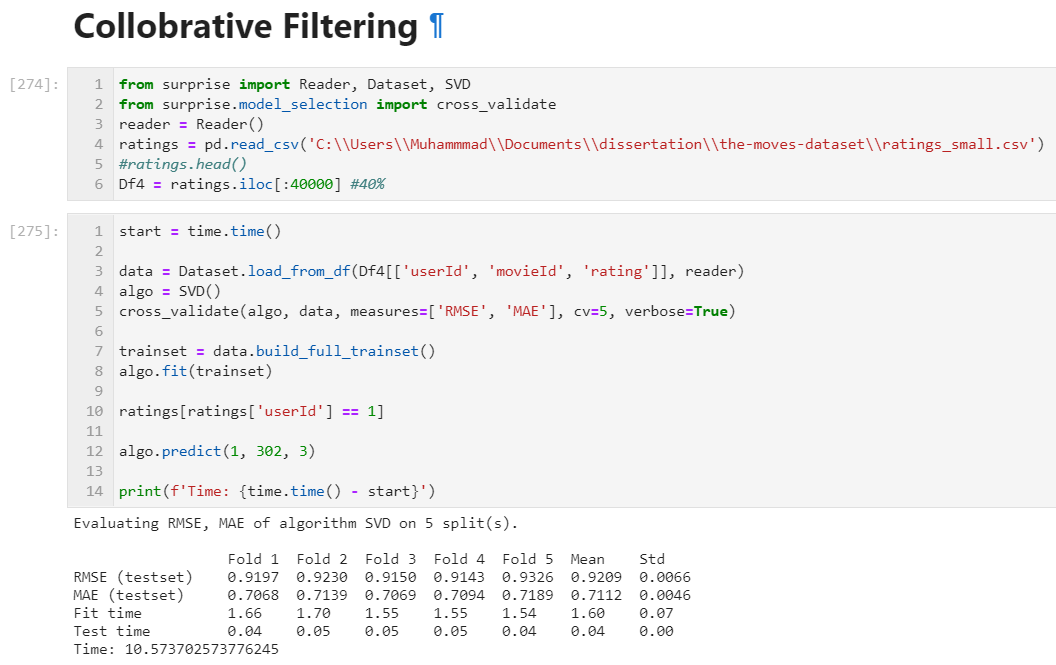 Collobrative Filtering ¶
[274]:
1 from surprise import Reader, Dataset, SVD
2 from surprise.model_selection import cross_validate
3 reader = Reader()
4 ratings = pd.read_csv('C:\\Users\\Muhammmad\\Documents\\dissertation\\the-moves-dataset\\ratings_small.csv')
5 #ratings.head()
6 Df4 = ratings.iloc[:40000] #40%
[275]:
1 start = time.time()
2
3 data = Dataset.load_from_df(Df4[['userId', 'movieId', 'rating']], reader)
4 algo = SVD()
5 cross_validate(algo, data, measures=['RMSE', 'MAE'], cv=5, verbose=True)
6
7 trainset = data.build_full_trainset()
8 algo.fit(trainset)
9
10 ratings[ratings['userId'] == 1]
11
12 algo.predict(1, 302, 3)
13
14 print(f'Time: {time.time() - start}')
Evaluating RMSE, MAE of algorithm SVD on 5 split(s).
Fold 1 Fold 2 Fold 3 Fold 4 Fold 5 Mean Std
RMSE (testset) 0.9197 0.9230 0.9150 0.9143 0.9326 0.9209 0.0066
MAE (testset) 0.7068 0.7139 0.7069 0.7094 0.7189 0.7112 0.0046
Fit time 1.66 1.70 1.55 1.55 1.54 1.60 0.07
Test time 0.04 0.05 0.05 0.05 0.04 0.04 0.00
Time: 10.573702573776245